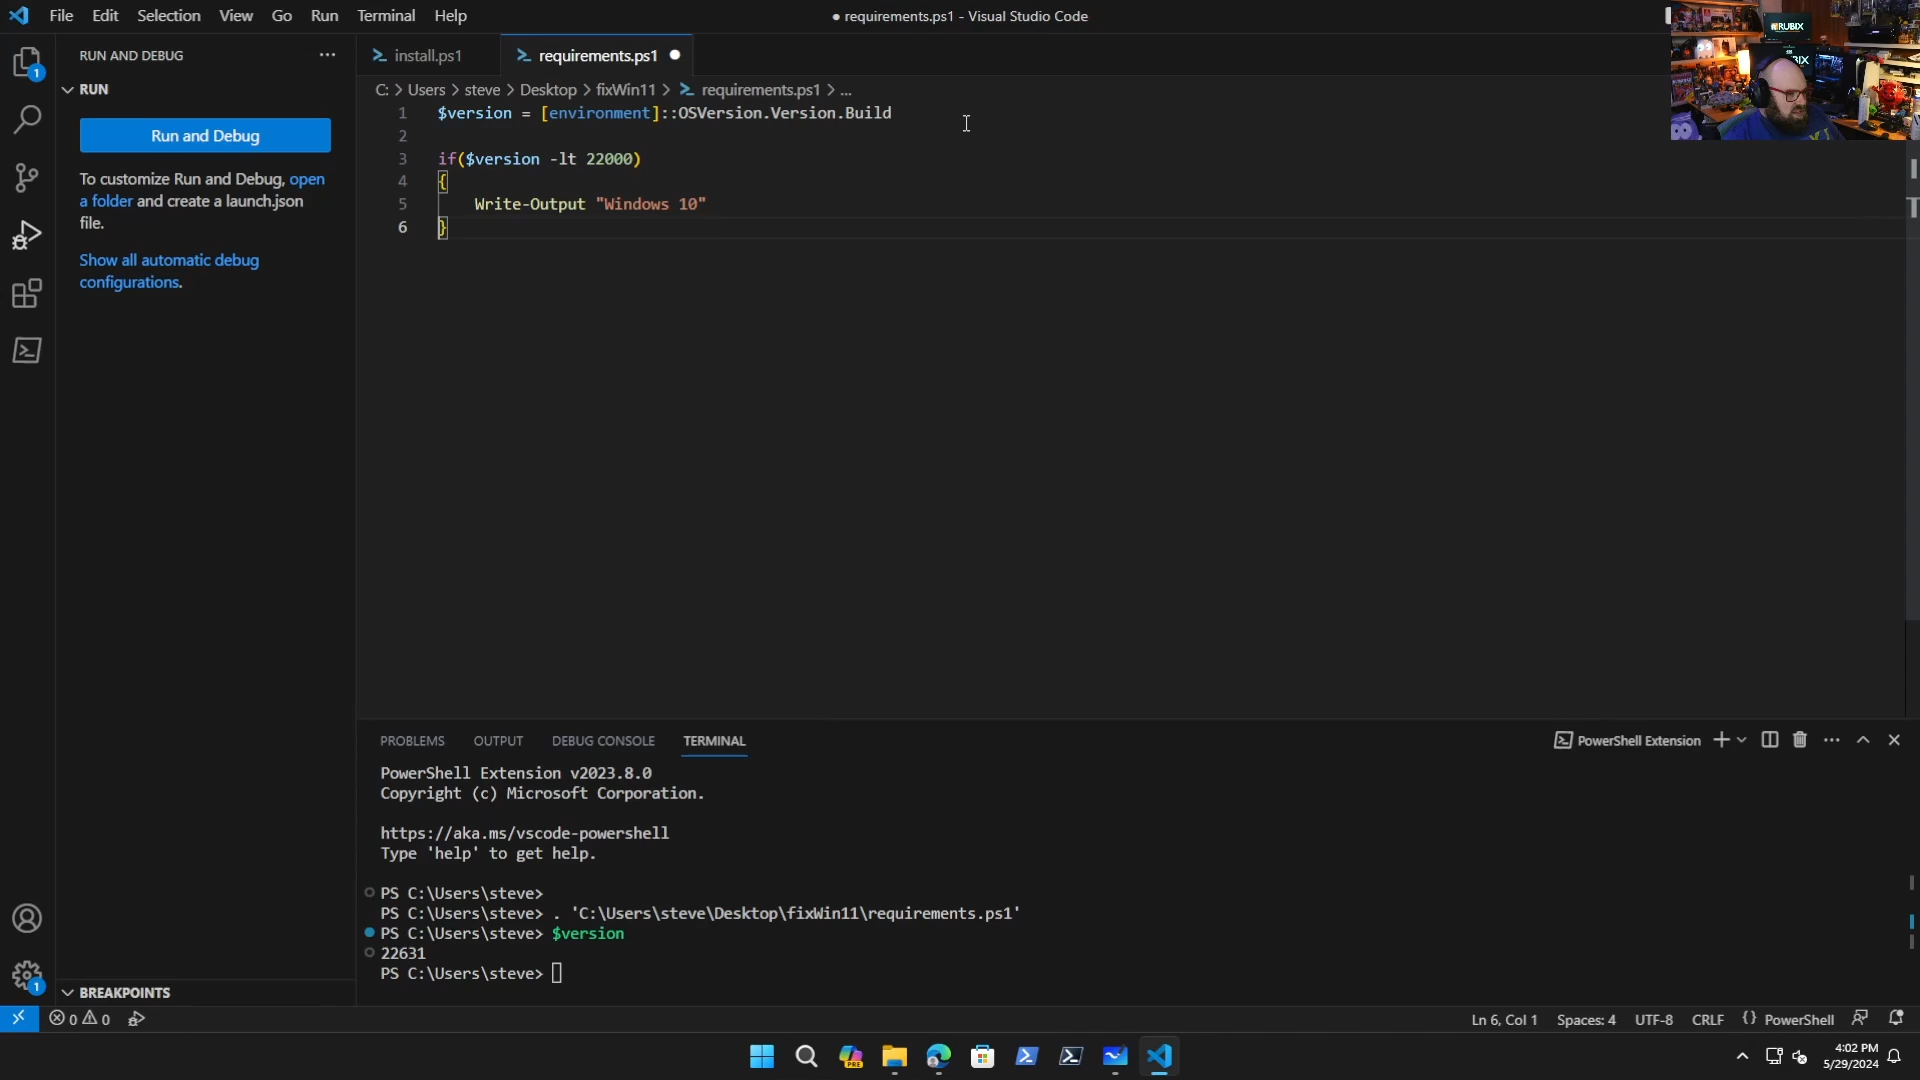 File Edit Selection View Go Run Terminal Help
● requirements.ps1 - Visual Studio Code
RUN AND DEBUG
install.ps1
requirements.ps1
RUN
C: > Users > steve > Desktop > fixWin11 > requirements.ps1 > ...
Run and Debug
To customize Run and Debug, open
a folder and create a launch.json
file.
Show all automatic debug
configurations.
1 $version = [environment]::OSVersion.Version.Build
2
3 if($version -lt 22000)
4 {
5 Write-Output "Windows 10"
6 }
RUBIX
PROBLEMS OUTPUT DEBUG CONSOLE TERMINAL
PowerShell Extension
PowerShell Extension v2023.8.0
Copyright (c) Microsoft Corporation.
https://aka.ms/vscode-powershell
Type 'help' to get help.
PS C:\Users\steve>
PS C:\Users\steve> . 'C:\Users\steve\Desktop\fixWin11\requirements.ps1'
PS C:\Users\steve> $version
22631
PS C:\Users\steve>
BREAKPOINTS
1
1
0 0
Ln 6, Col 1 Spaces: 4 UTF-8 CRLF {} PowerShell
PRE
4:02 PM
5/29/2024